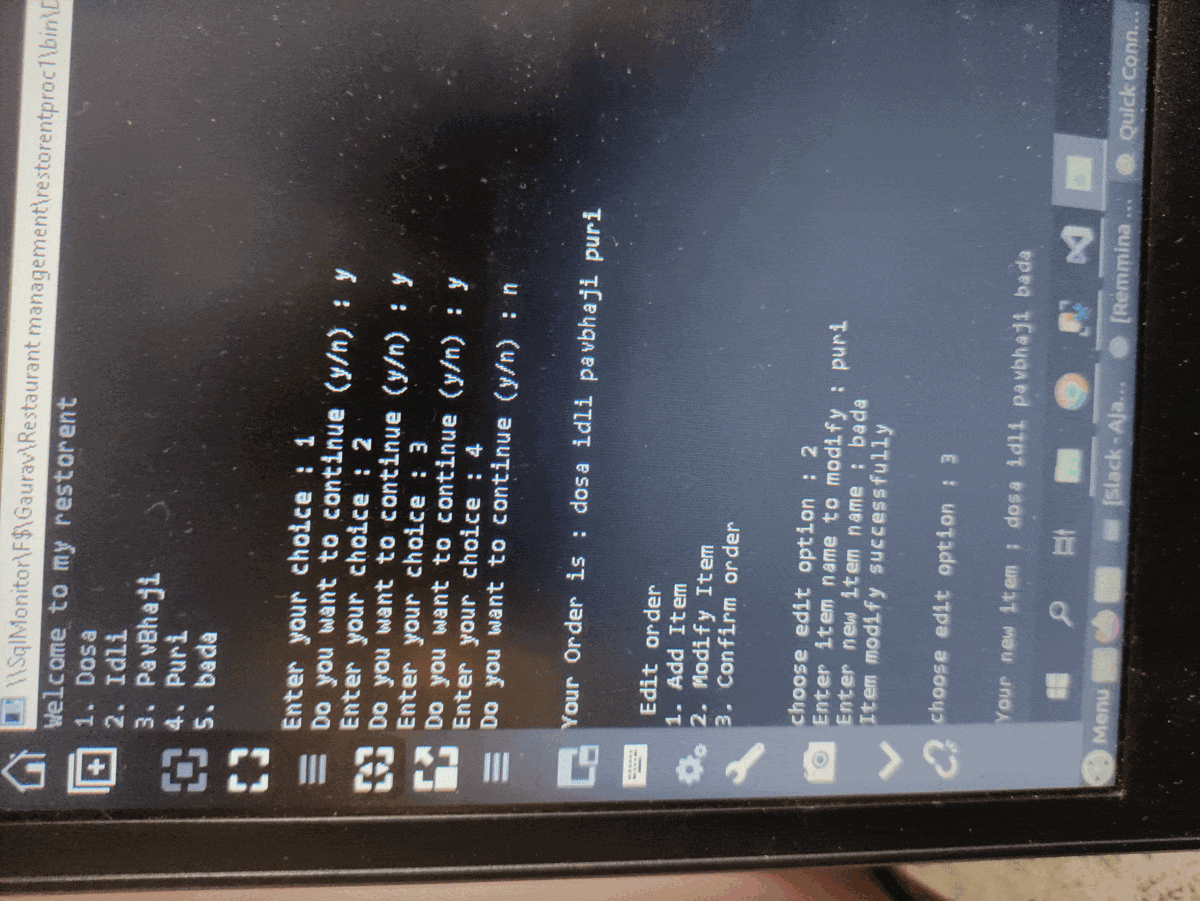 \\SqlMonitor\F$\Gaurav\Restaurant management\restorentproc1\bin\D
Welcome to my restorent
1. Dosa
2. Idli
3. PavBhaji
4. Puri
5. bada
Enter your choice : 1
Do you want to continue (y/n) : y
Enter your choice : 2
Do you want to continue (y/n) : y
Enter your choice : 3
Do you want to continue (y/n) : y
Enter your choice : 4
Do you want to continue (y/n) : n
Your Order is : dosa idli pavbhaji puri
Edit order
1. Add Item
2. Modify Item
3. Confirm order
choose edit option : 2
Enter item name to modify : puri
Enter new item name : bada
Item modify successfully
choose edit option : 3
Your new item : dosa idli pavbhaji bada
Menu [Slack - Aja... [Remmina ... Quick Conn...